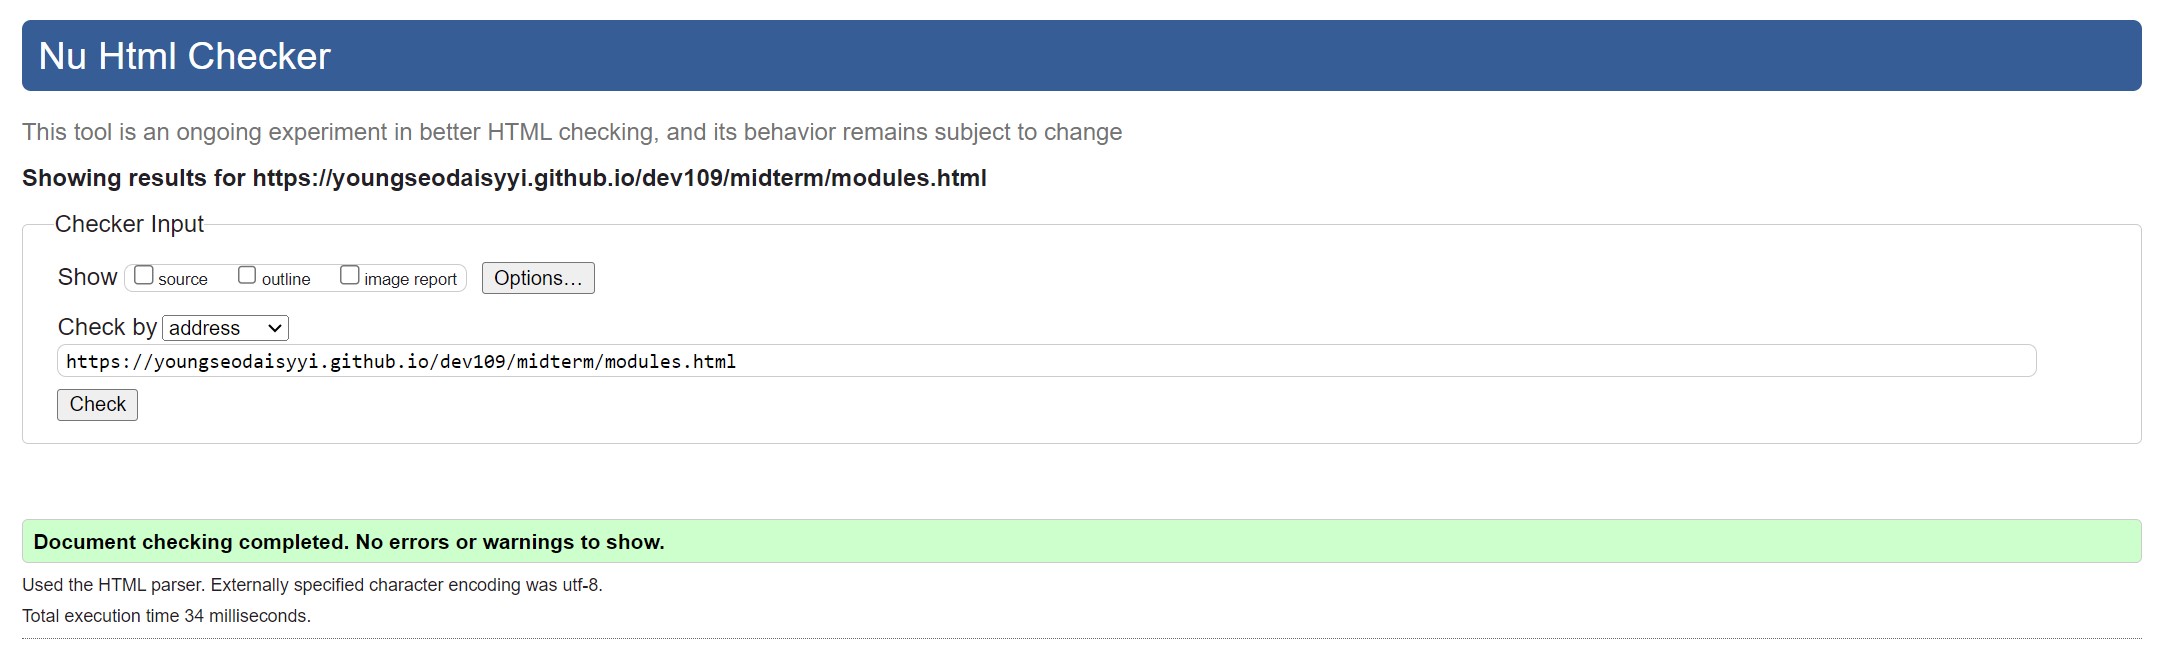 Nu Html Checker
This tool is an ongoing experiment in better HTML checking, and its behavior remains subject to change
Showing results for https://youngseodaisyyi.github.io/dev109/midterm/modules.html
Checker Input
Show source outline image report Options...
Check by address
https://youngseodaisyyi.github.io/dev109/midterm/modules.html
Check
Document checking completed. No errors or warnings to show.
Used the HTML parser. Externally specified character encoding was utf-8.
Total execution time 34 milliseconds.